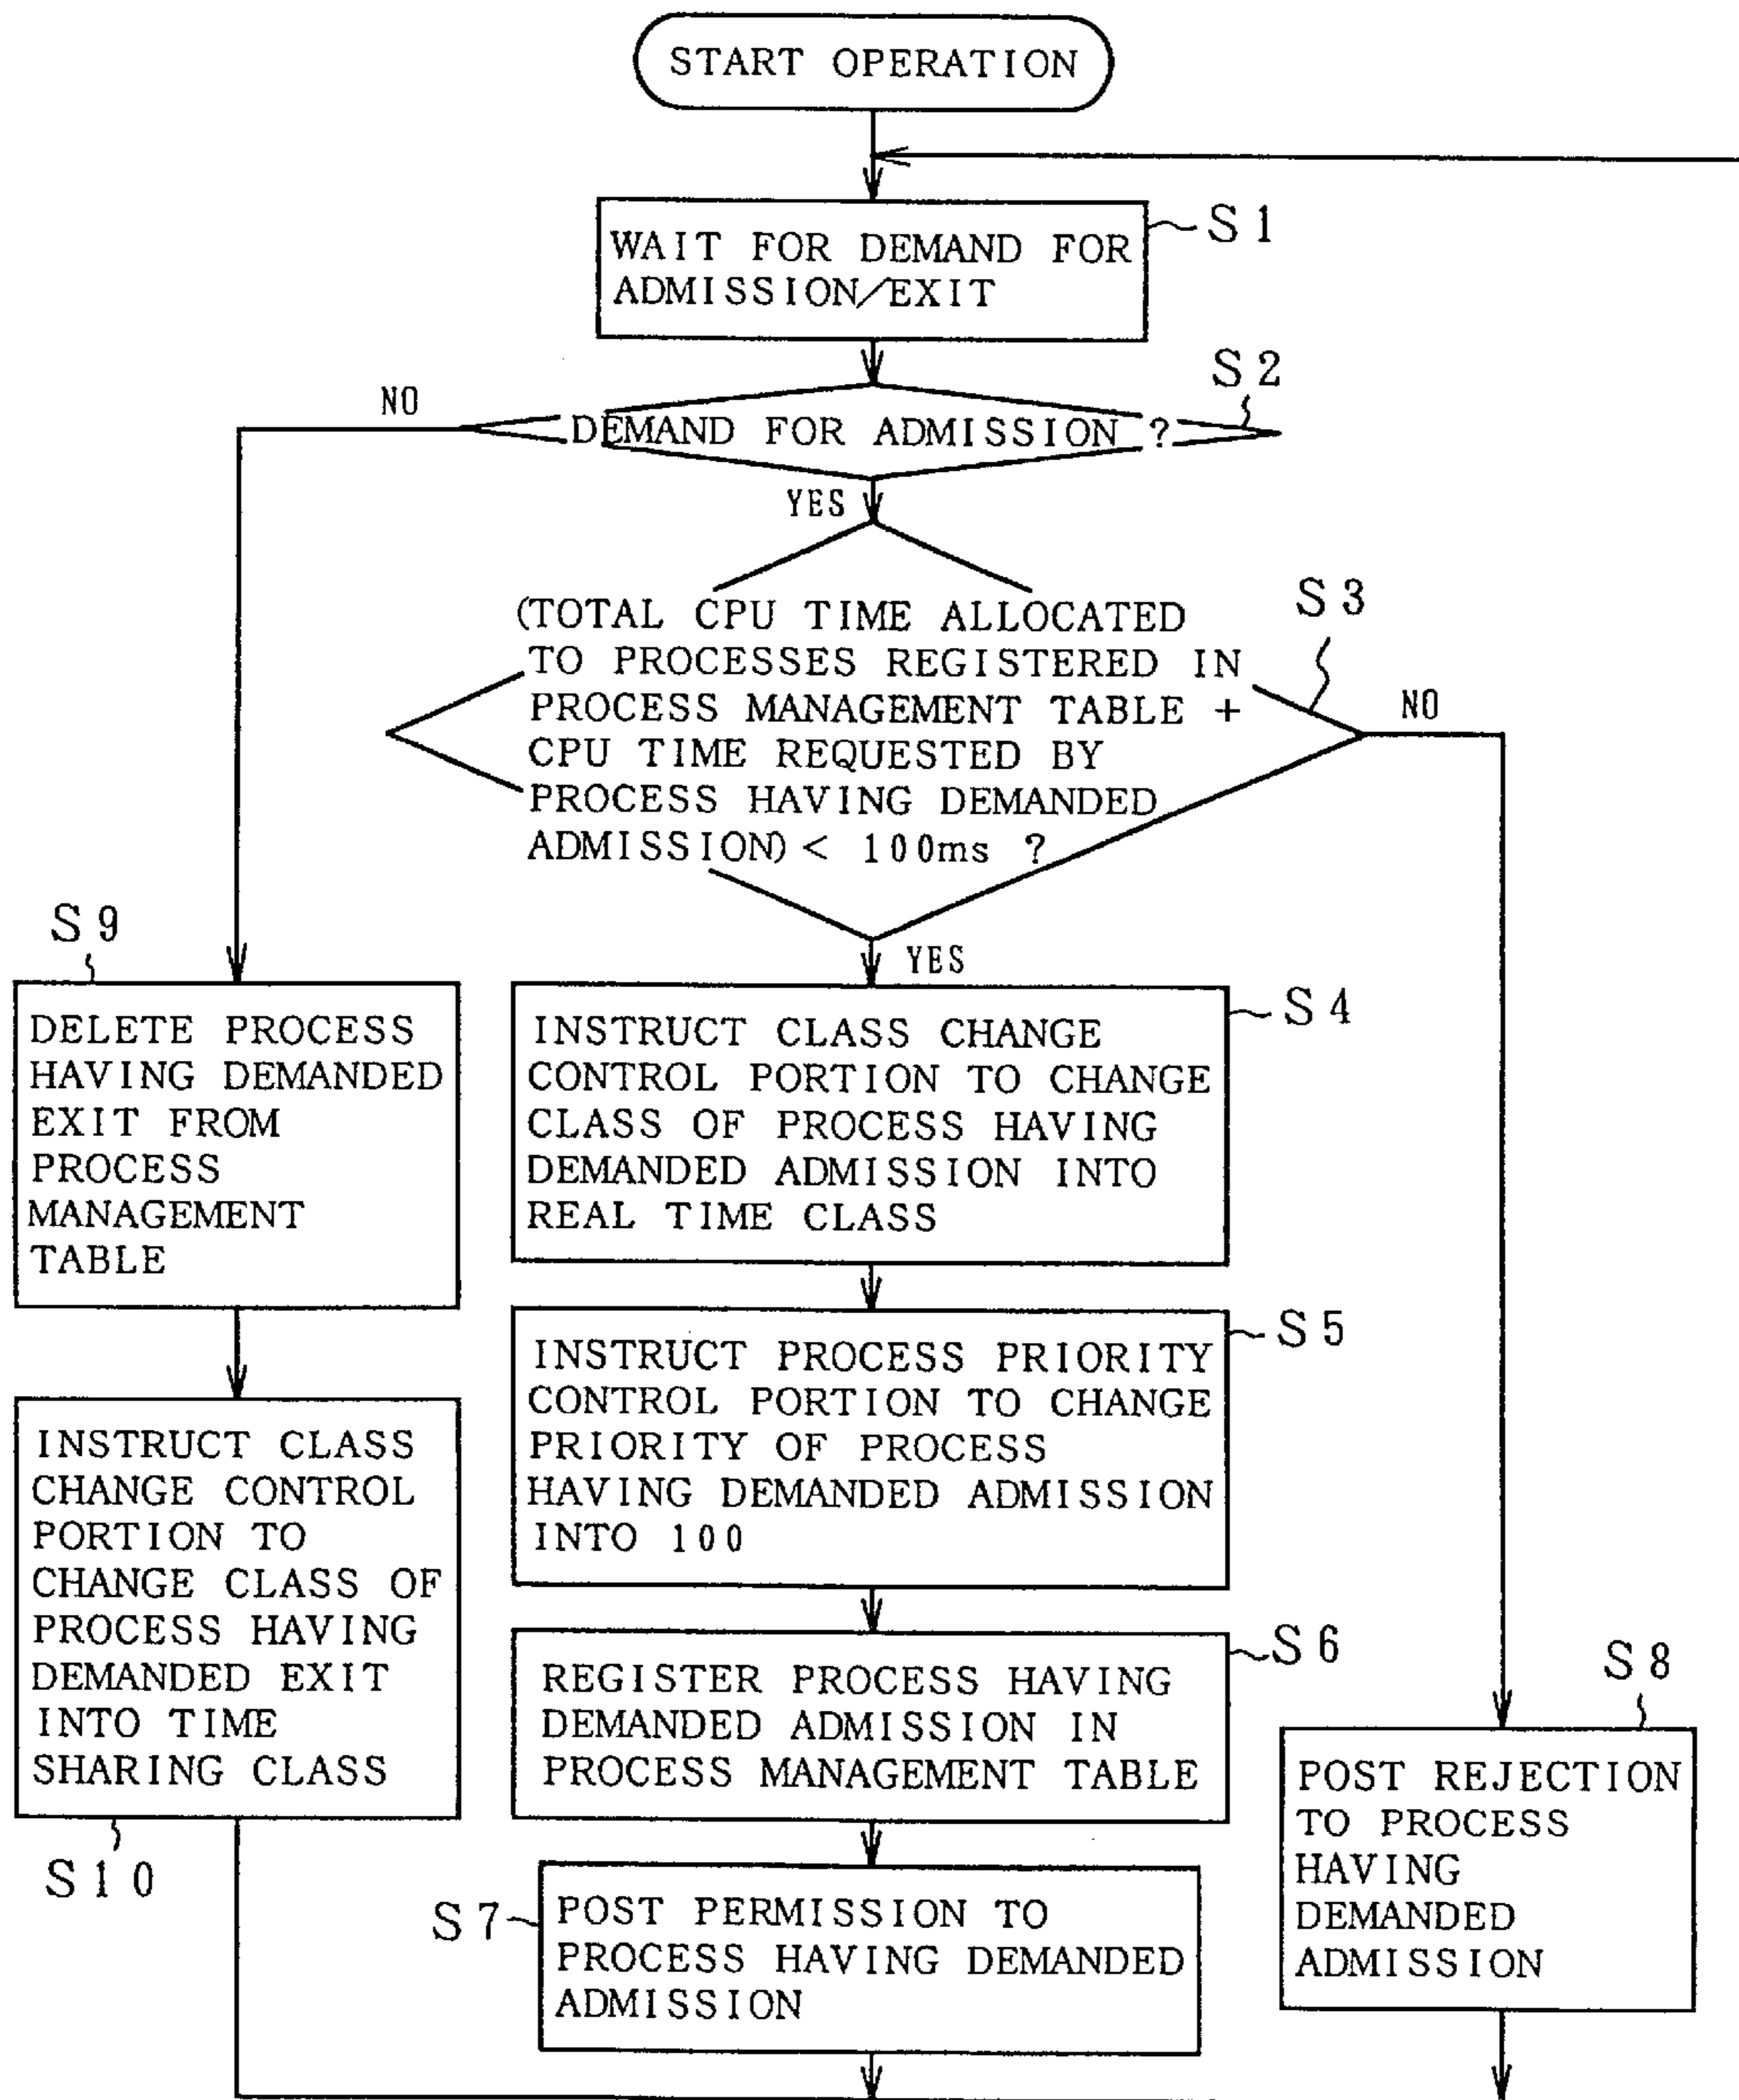 START OPERATION
WAIT FOR DEMAND FOR
ADMISSION/EXIT
S1
DEMAND FOR ADMISSION ?
S2
NO
YES
(TOTAL CPU TIME ALLOCATED
TO PROCESSES REGISTERED IN
PROCESS MANAGEMENT TABLE +
CPU TIME REQUESTED BY
PROCESS HAVING DEMANDED
ADMISSION) < 100ms ?
S3
NO
YES
S9
DELETE PROCESS
HAVING DEMANDED
EXIT FROM
PROCESS
MANAGEMENT
TABLE
INSTRUCT CLASS CHANGE
CONTROL PORTION TO CHANGE
CLASS OF PROCESS HAVING
DEMANDED ADMISSION INTO
REAL TIME CLASS
S4
INSTRUCT PROCESS PRIORITY
CONTROL PORTION TO CHANGE
PRIORITY OF PROCESS
HAVING DEMANDED ADMISSION
INTO 100
S5
INSTRUCT CLASS
CHANGE CONTROL
PORTION TO
CHANGE CLASS OF
PROCESS HAVING
DEMANDED EXIT
INTO TIME
SHARING CLASS
S10
REGISTER PROCESS HAVING
DEMANDED ADMISSION IN
PROCESS MANAGEMENT TABLE
S6
S8
POST REJECTION
TO PROCESS
HAVING
DEMANDED
ADMISSION
S7
POST PERMISSION TO
PROCESS HAVING DEMANDED
ADMISSION